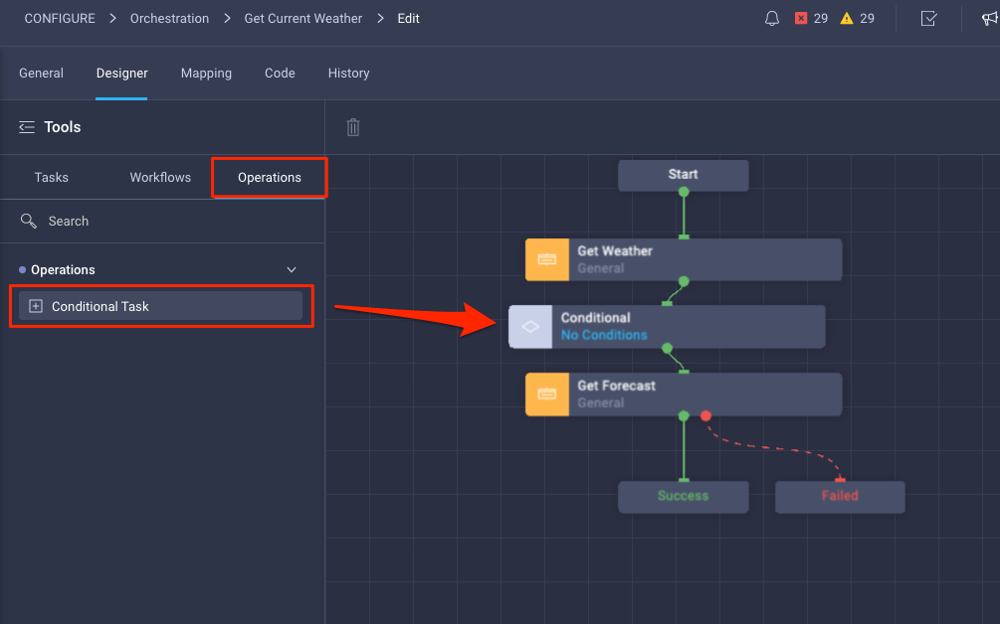 CONFIGURE > Orchestration > Get Current Weather > Edit
29 29
General Designer Mapping Code History
Tools
Tasks Workflows Operations
Search
Operations
Conditional Task
Start
Get Weather
General
Conditional
No Conditions
Get Forecast
General
Success Failed